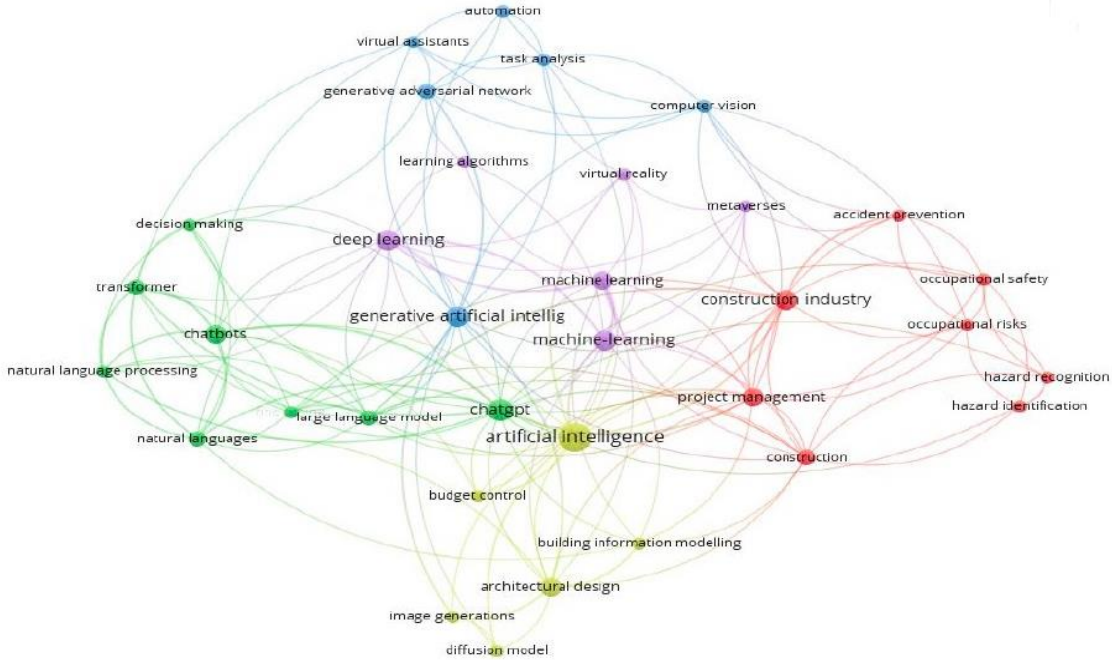 automation
virtual assistants
task analysis
generative adversarial network
computer vision
learning algorithms
virtual reality
metaverses
accident prevention
decision making
deep learning
occupational safety
machine learning
transformer
construction industry
generative artificial intellig
occupational risks
chatbots
machine-learning
natural language processing
hazard recognition
project management
hazard identification
chatgpt
large language model
natural languages
artificial intelligence
construction
budget control
building information modelling
architectural design
image generations
diffusion model